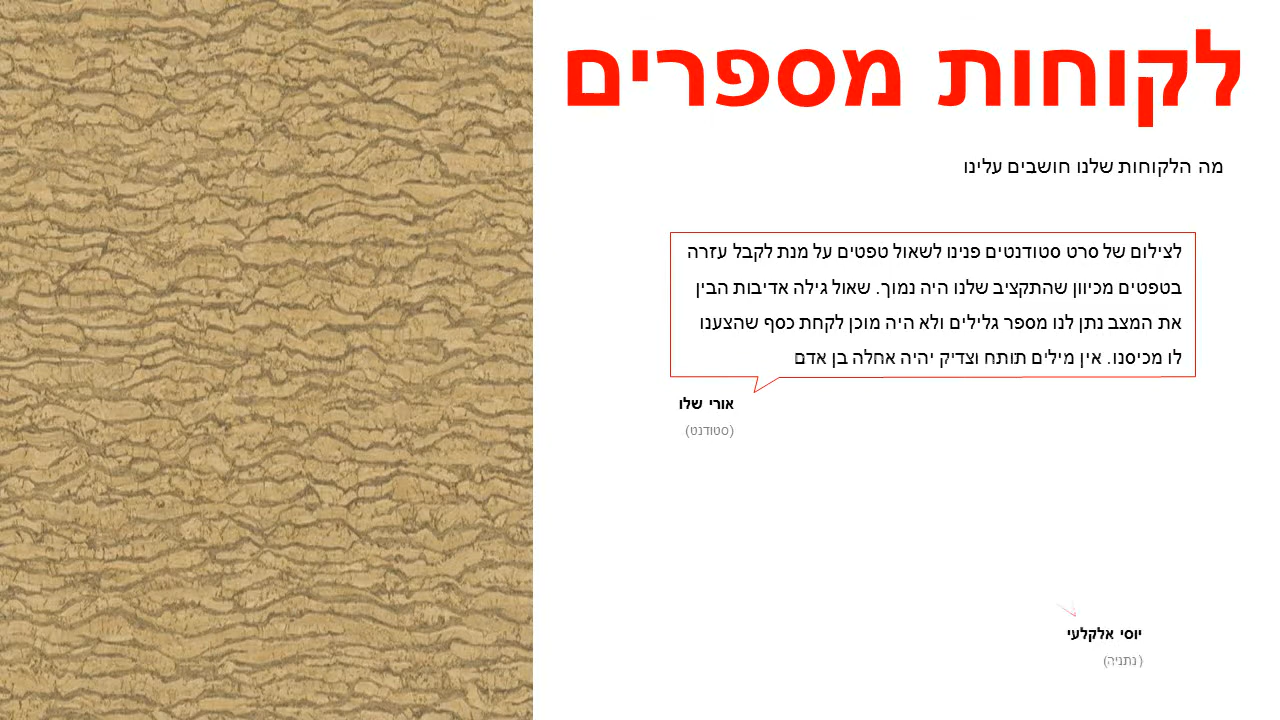 לקוחות מספרים
מה הלקוחות שלנו חושבים עלינו
לצילום של סרט סטודנטים פנינו לשאול טפטים על מנת לקבל עזרה
בטפטים מכיוון שהתקציב שלנו היה נמוך. שאול גילה אדיבות הבין
את המצב נתן לנו מספר גלילים ולא היה מוכן לקחת כסף שהצענו
לו מכיסנו. אין מילים תותח וצדיק יהיה אחלה בן אדם
אורי שלו
(סטודנט)
יוסי אלקלעי
(נתניה)